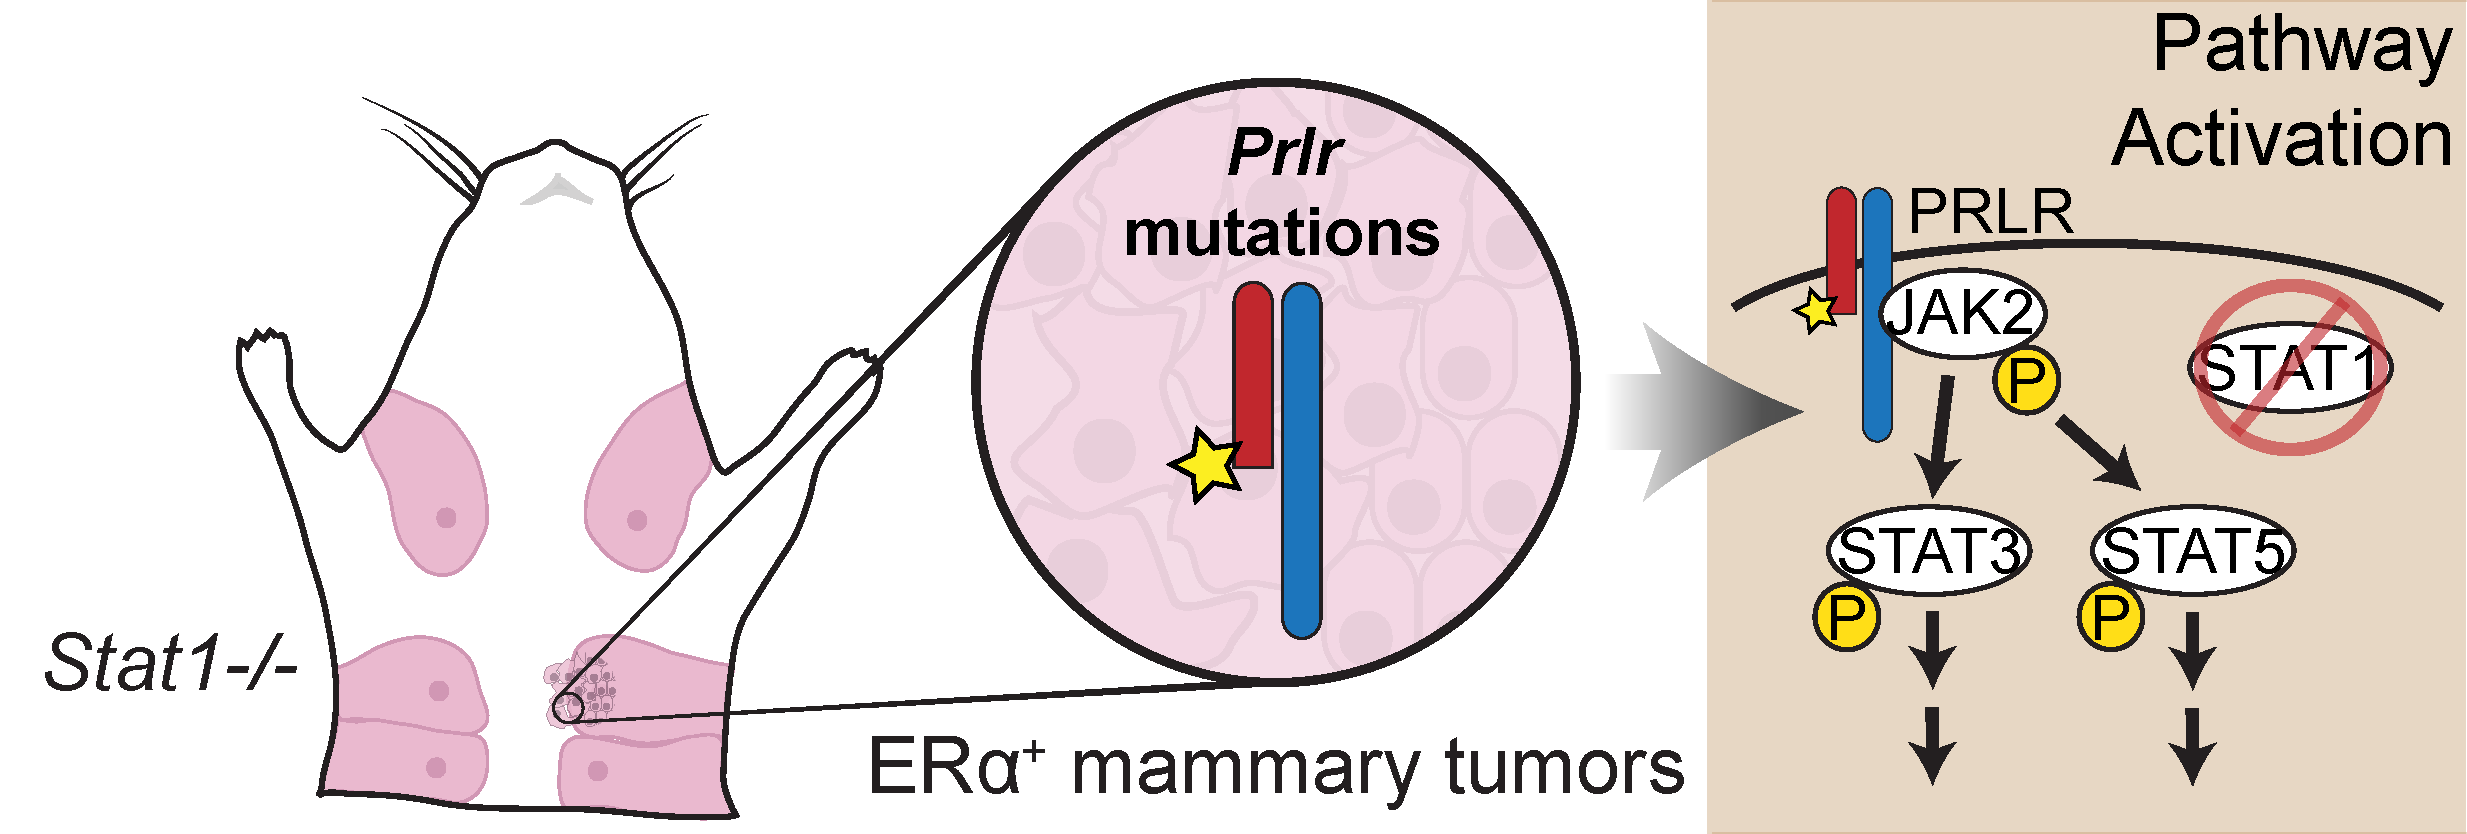 Stat1-/-
Prlr
mutations
ERα⁺ mammary tumors
Pathway
Activation
PRLR
JAK2
P
STAT1
STAT3
P
STAT5
P